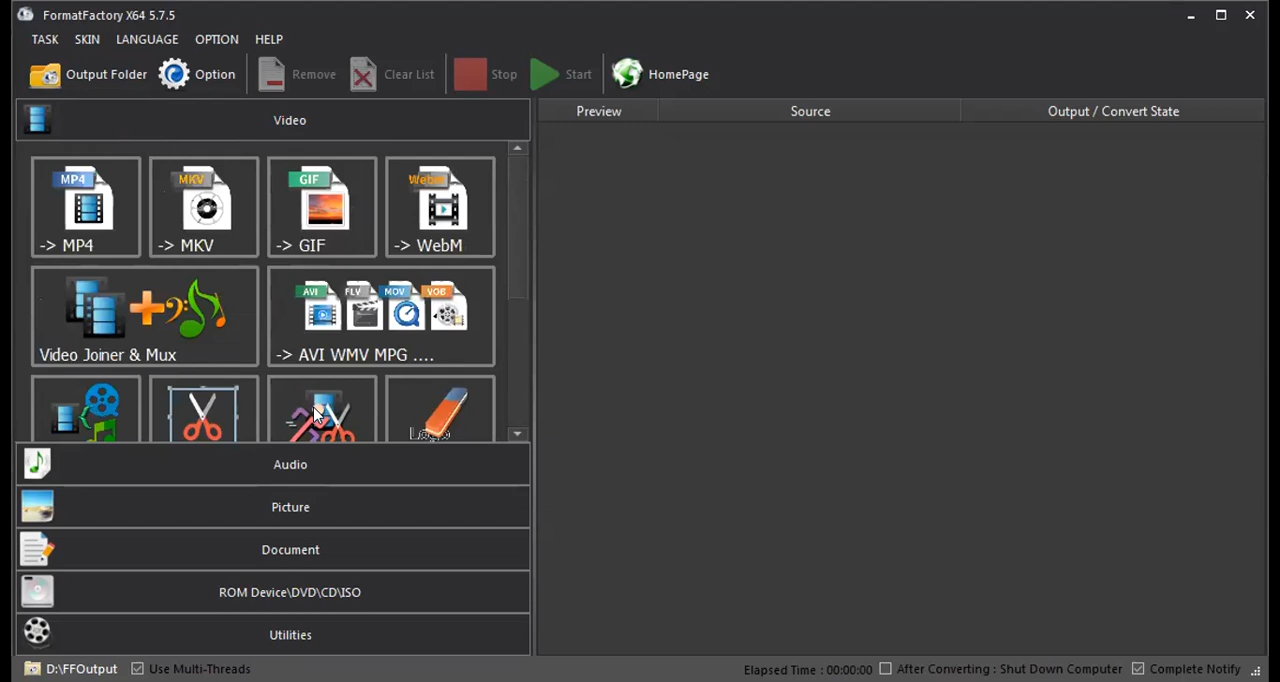 FormatFactory X64 5.7.5
TASK SKIN LANGUAGE OPTION HELP
Output Folder Option Remove Clear List Stop Start HomePage
Video
Preview Source Output / Convert State
MP4 MKV GIF WebM
-> MP4 -> MKV -> GIF -> WebM
AVI FLV MOV VOB
Video Joiner & Mux -> AVI WMV MPG ....
Logo
Audio
Picture
Document
ROM Device\DVD\CD\ISO
Utilities
D:\FFOutput Use Multi-Threads Elapsed Time : 00:00:00 After Converting : Shut Down Computer Complete Notify